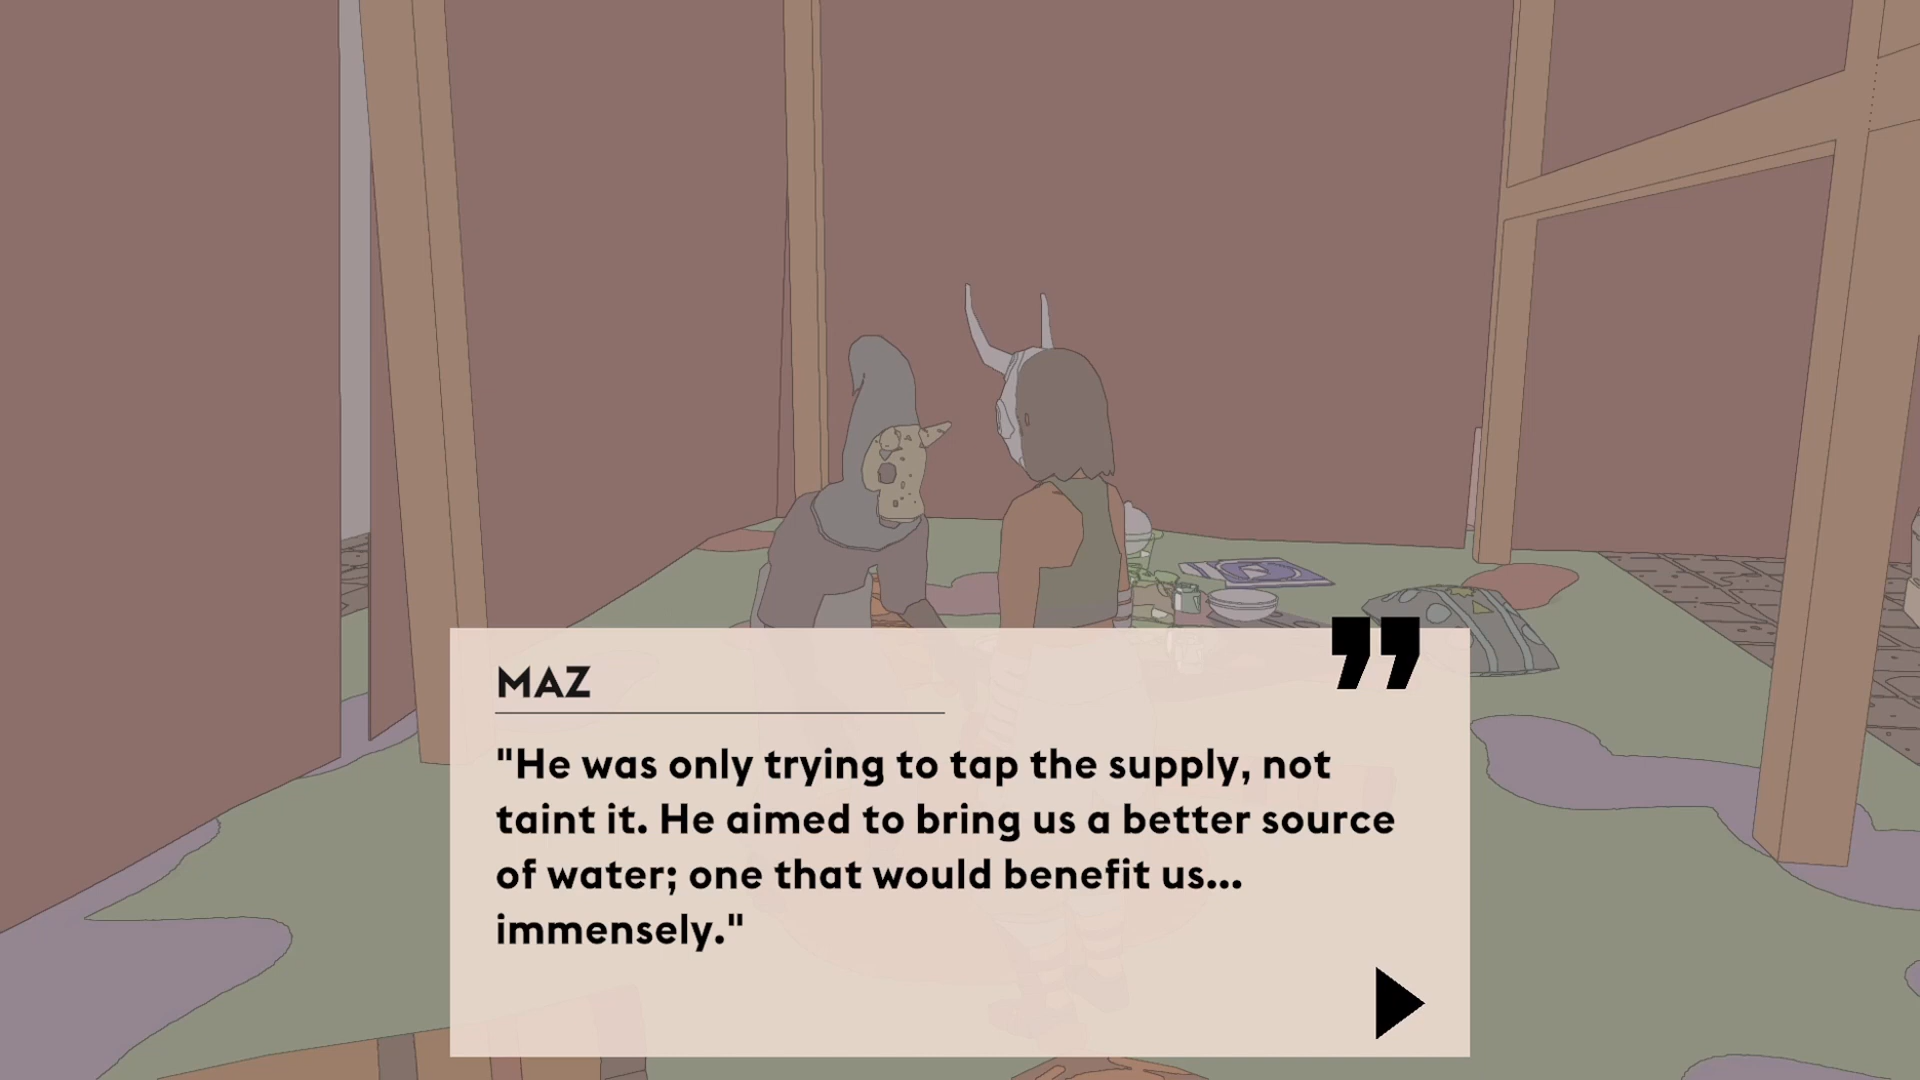 MAZ
"He was only trying to tap the supply, not
taint it. He aimed to bring us a better source
of water; one that would benefit us...
immensely."